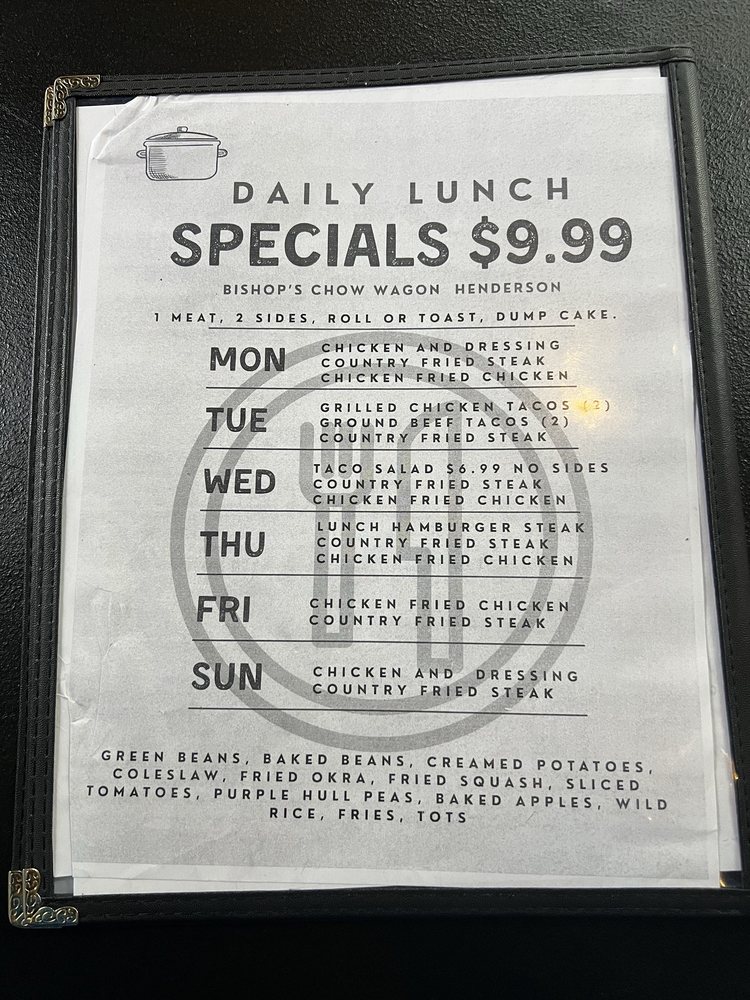 DAILY LUNCH
SPECIALS $9.99
BISHOP'S CHOW WAGON HENDERSON
1 MEAT, 2 SIDES, ROLL OR TOAST, DUMP CAKE.
MON
CHICKEN AND DRESSING
COUNTRY FRIED STEAK
CHICKEN FRIED CHICKEN
TUE
GRILLED CHICKEN TACOS (2)
GROUND BEEF TACOS (2)
COUNTRY FRIED STEAK
WED
TACO SALAD $6.99 NO SIDES
COUNTRY FRIED STEAK
CHICKEN FRIED CHICKEN
THU
LUNCH HAMBURGER STEAK
COUNTRY FRIED STEAK
CHICKEN FRIED CHICKEN
FRI
CHICKEN FRIED CHICKEN
COUNTRY FRIED STEAK
SUN
CHICKEN AND DRESSING
COUNTRY FRIED STEAK
GREEN BEANS, BAKED BEANS, CREAMED POTATOES,
COLESLAW, FRIED OKRA, FRIED SQUASH, SLICED
TOMATOES, PURPLE HULL PEAS, BAKED APPLES, WILD
RICE, FRIES, TOTS